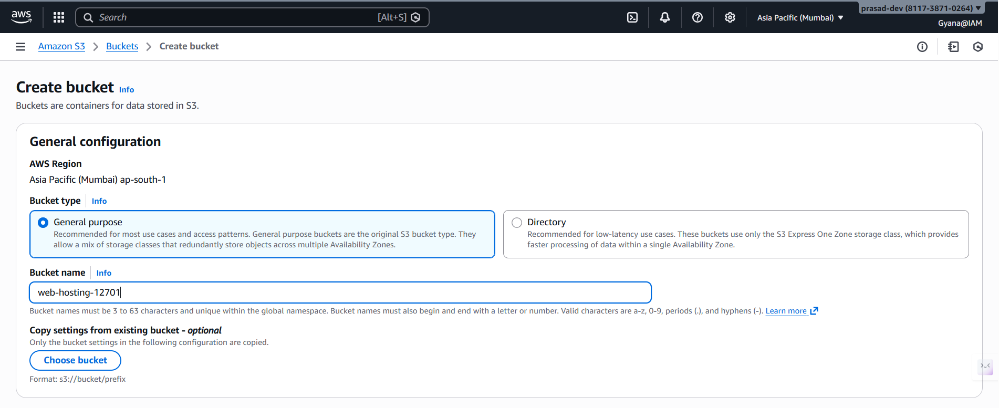 aws
Search [Alt+S]
Asia Pacific (Mumbai) ▼
prasad-dev (8117-3871-0264) ▼
Gyana@IAM
Amazon S3 > Buckets > Create bucket
Create bucket Info
Buckets are containers for data stored in S3.
General configuration
AWS Region
Asia Pacific (Mumbai) ap-south-1
Bucket type Info
General purpose
Recommended for most use cases and access patterns. General purpose buckets are the original S3 bucket type. They
allow a mix of storage classes that redundantly store objects across multiple Availability Zones.
Directory
Recommended for low-latency use cases. These buckets use only the S3 Express One Zone storage class, which provides
faster processing of data within a single Availability Zone.
Bucket name Info
web-hosting-12701
Bucket names must be 3 to 63 characters and unique within the global namespace. Bucket names must also begin and end with a letter or number. Valid characters are a-z, 0-9, periods (.), and hyphens (-). Learn more
Copy settings from existing bucket - optional
Only the bucket settings in the following configuration are copied.
Choose bucket
Format: s3://bucket/prefix